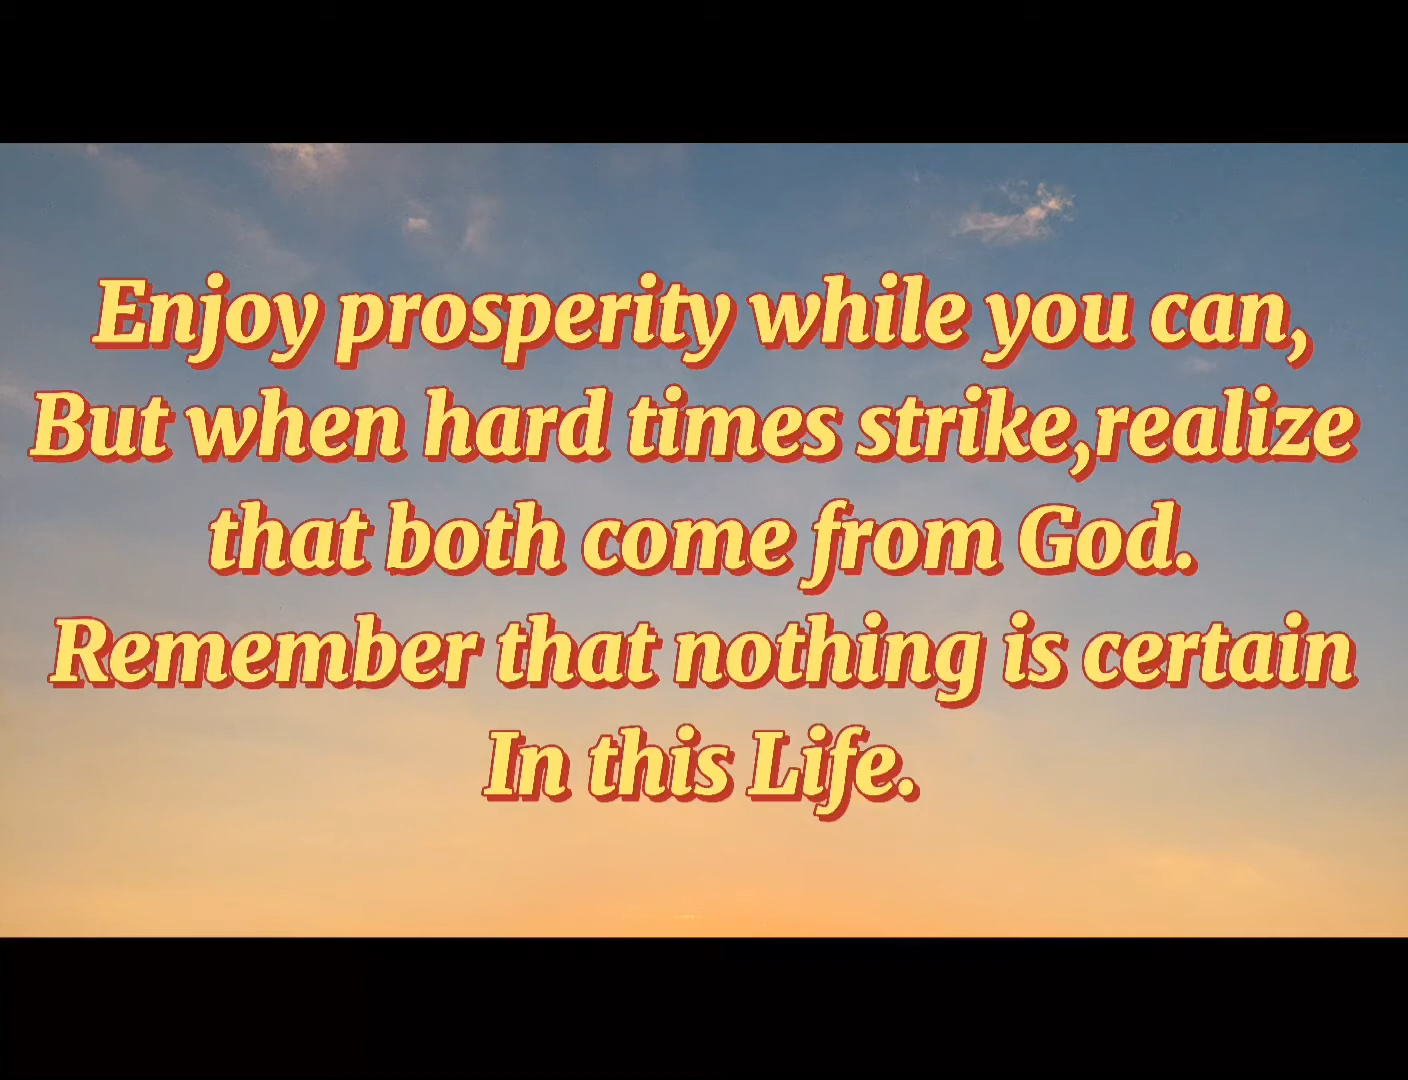 Enjoy prosperity while you can,
But when hard times strike,realize
that both come from God.
Remember that nothing is certain
In this Life.